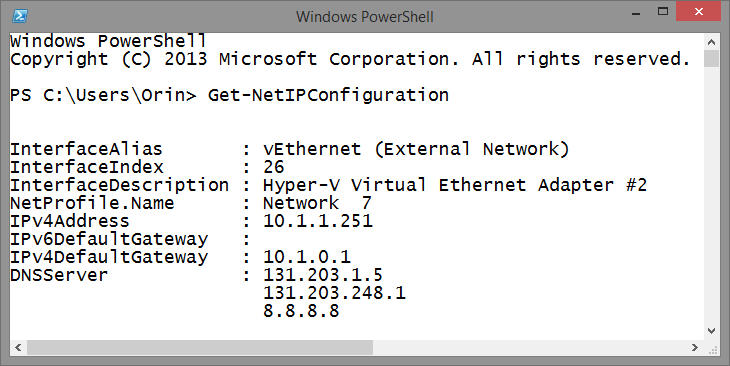 Windows PowerShell
Windows PowerShell
Copyright (C) 2013 Microsoft Corporation. All rights reserved.
PS C:\Users\Orin> Get-NetIPConfiguration
InterfaceAlias       : vEthernet (External Network)
InterfaceIndex       : 26
InterfaceDescription : Hyper-V Virtual Ethernet Adapter #2
NetProfile.Name      : Network  7
IPv4Address          : 10.1.1.251
IPv6DefaultGateway   :
IPv4DefaultGateway   : 10.1.0.1
DNSServer            : 131.203.1.5
                       131.203.248.1
                       8.8.8.8